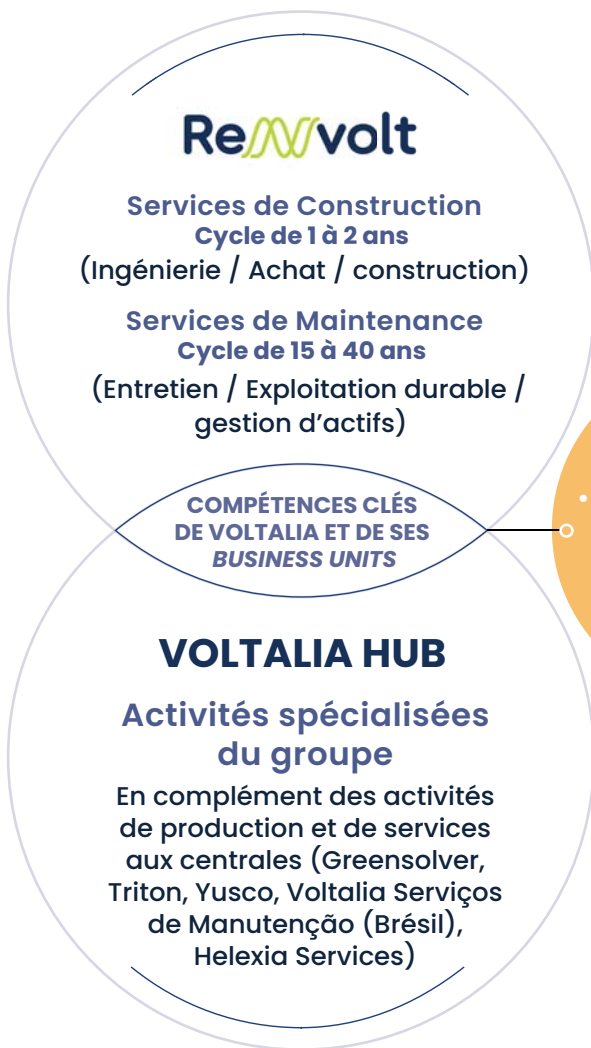 Renvolt
Services de Construction
Cycle de 1 à 2 ans
(Ingénierie / Achat / construction)
Services de Maintenance
Cycle de 15 à 40 ans
(Entretien / Exploitation durable /
gestion d’actifs)
COMPÉTENCES CLÉS
DE VOLTALIA ET DE SES
BUSINESS UNITS
VOLTALIA HUB
Activités spécialisées
du groupe
En complément des activités
de production et de services
aux centrales (Greensolver,
Triton, Yusco, Voltalia Serviços
de Manutenção (Brésil),
Helexia Services)